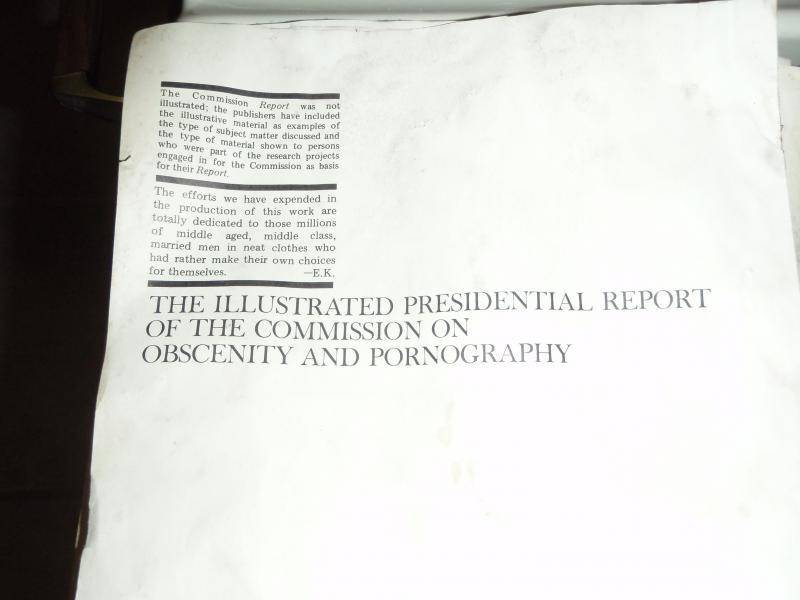 The Commission Report was not
illustrated; the publishers have included
the illustrative material as examples of
the type of subject matter discussed and
the type of material shown to persons
who were part of the research projects
engaged in for the Commission as basis
for their Report.
The efforts we have expended in
the production of this work are
totally dedicated to those millions
of middle aged, middle class,
married men in neat clothes who
had rather make their own choices
for themselves. —E.K.
THE ILLUSTRATED PRESIDENTIAL REPORT
OF THE COMMISSION ON
OBSCENITY AND PORNOGRAPHY